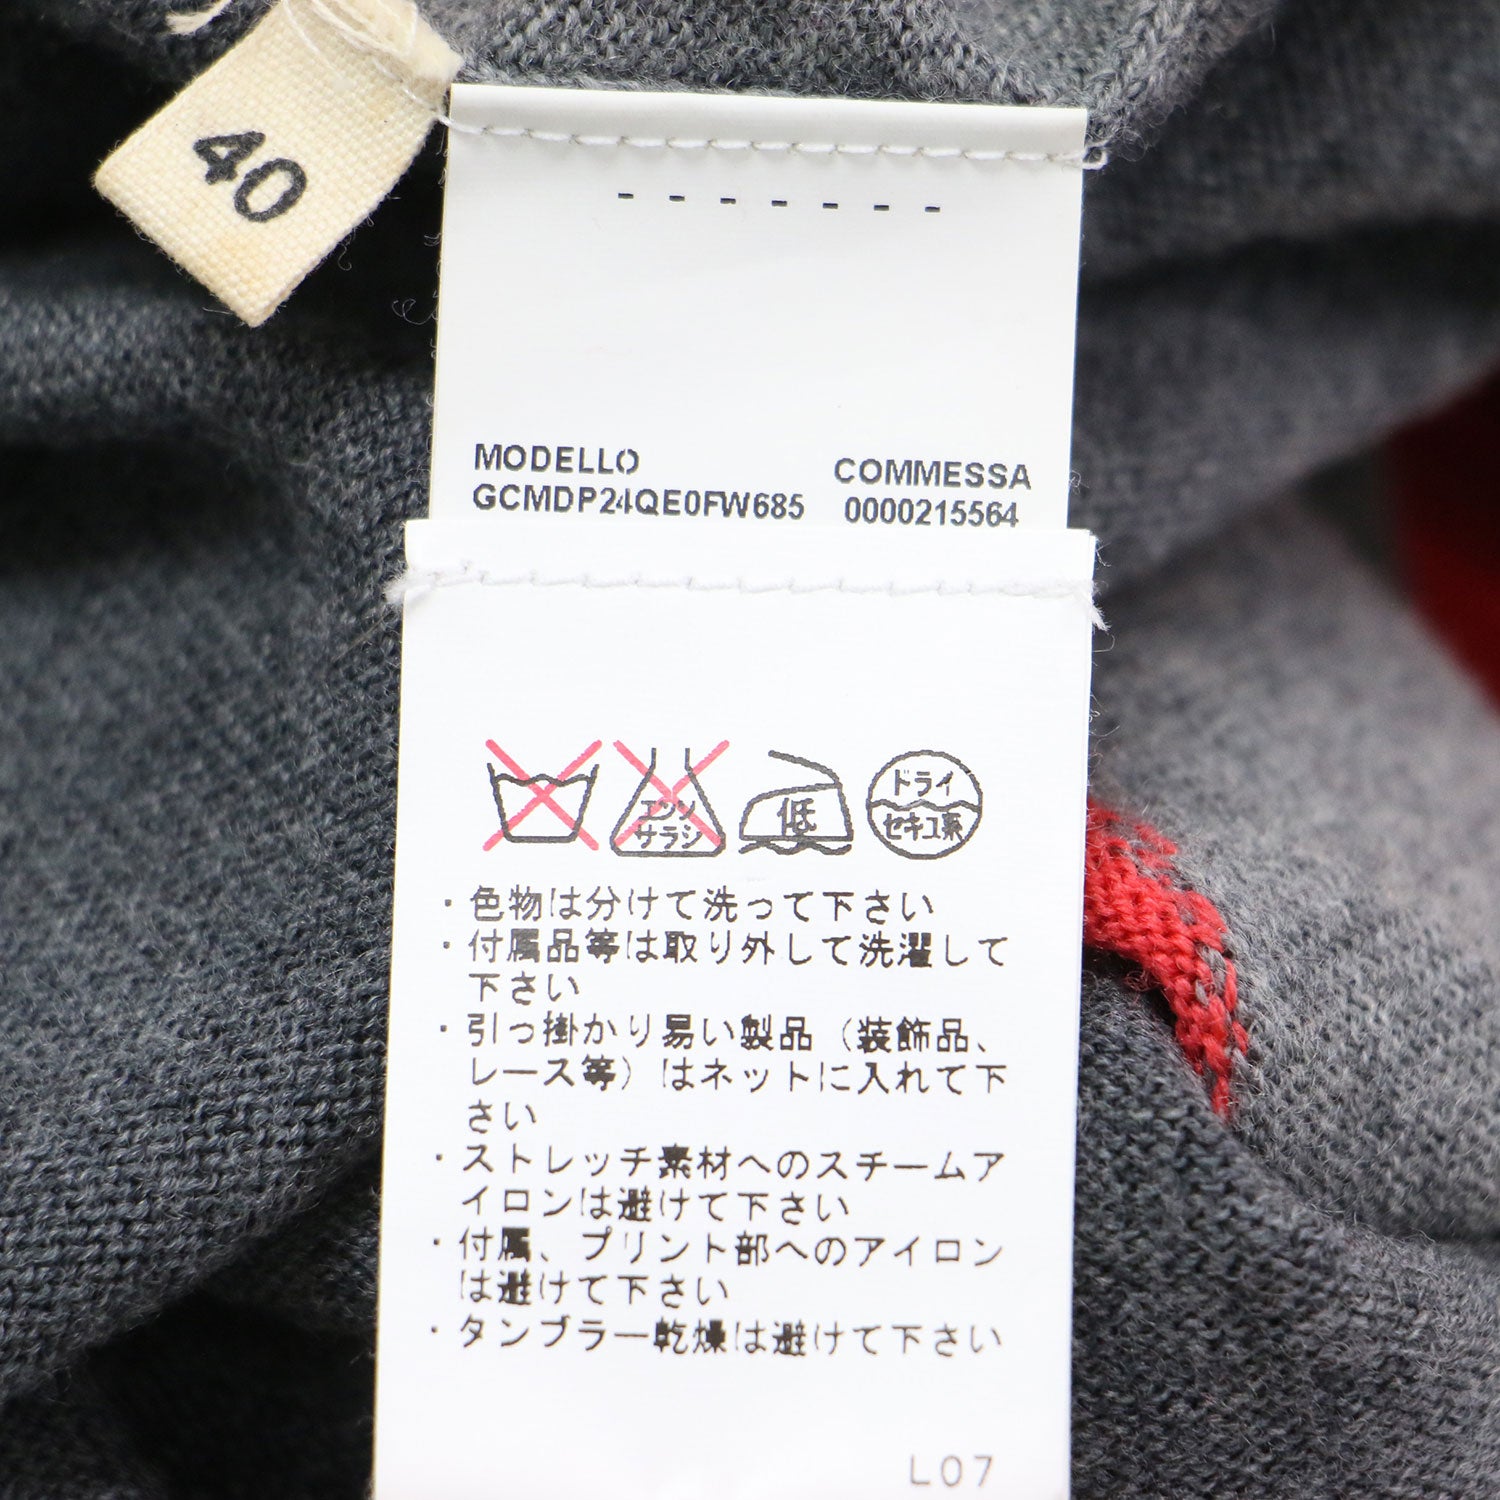 40
- - - - - - -
MODELLO COMMESSA
GCMDP24QE0FW685 0000215564
エンソ
サラシ
低
ドライ
セキユ系
・色物は分けて洗って下さい
・付属品等は取り外して洗濯して
下さい
・引っ掛かり易い製品（装飾品、
レース等）はネットに入れて下
さい
・ストレッチ素材へのスチームア
イロンは避けて下さい
・付属、プリント部へのアイロン
は避けて下さい
・タンブラー乾燥は避けて下さい
L07